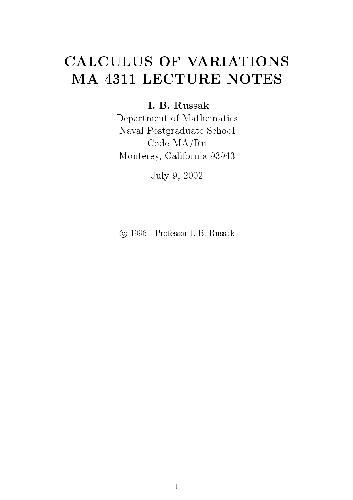 CALCULUS OF VARIATIONS
MA 4311 LECTURE NOTES
I. B. Russak
Department of Mathematics
Naval Postgraduate School
Code MA/Ru
Monterey, California 93943
July 9, 2002
© 1996 - Professor I. B. Russak
1